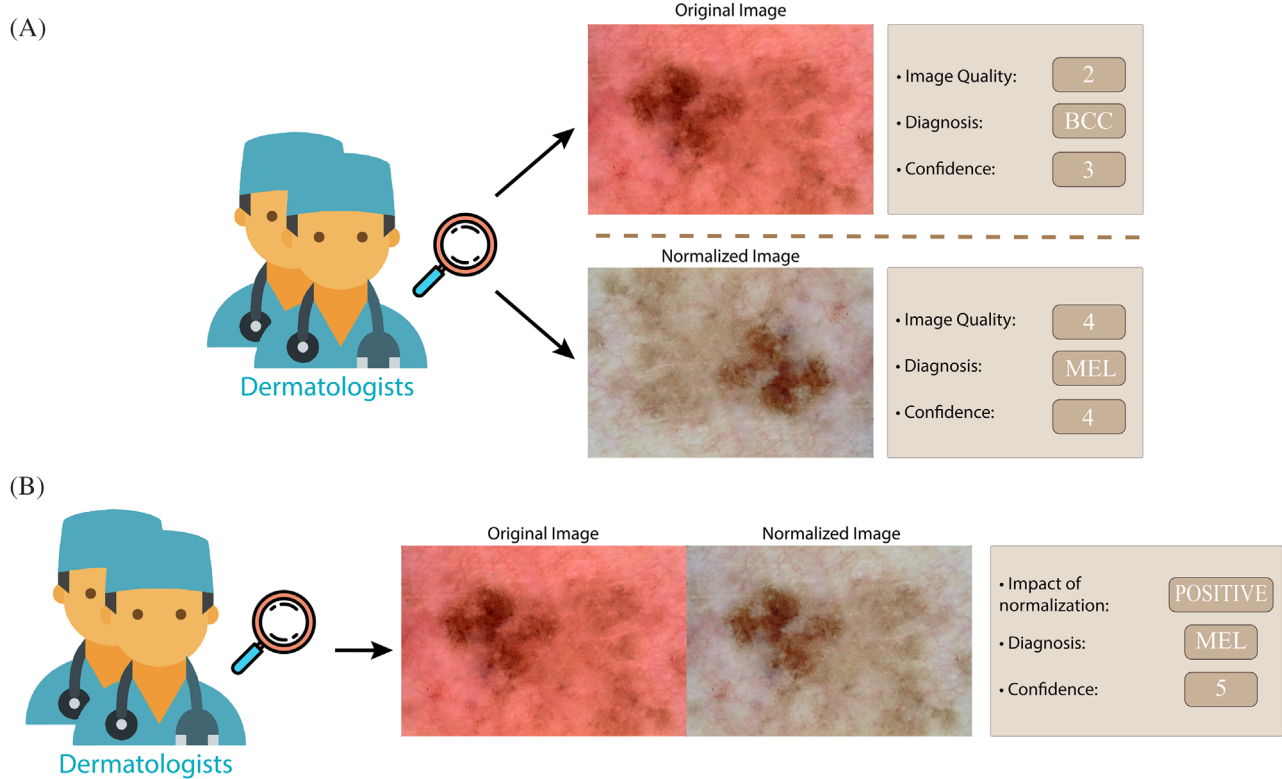 (A)
Original Image
• Image Quality: 2
• Diagnosis: BCC
• Confidence: 3
Normalized Image
• Image Quality: 4
• Diagnosis: MEL
• Confidence: 4
Dermatologists
(B)
Original Image
Normalized Image
• Impact of
normalization: POSITIVE
• Diagnosis: MEL
• Confidence: 5
Dermatologists